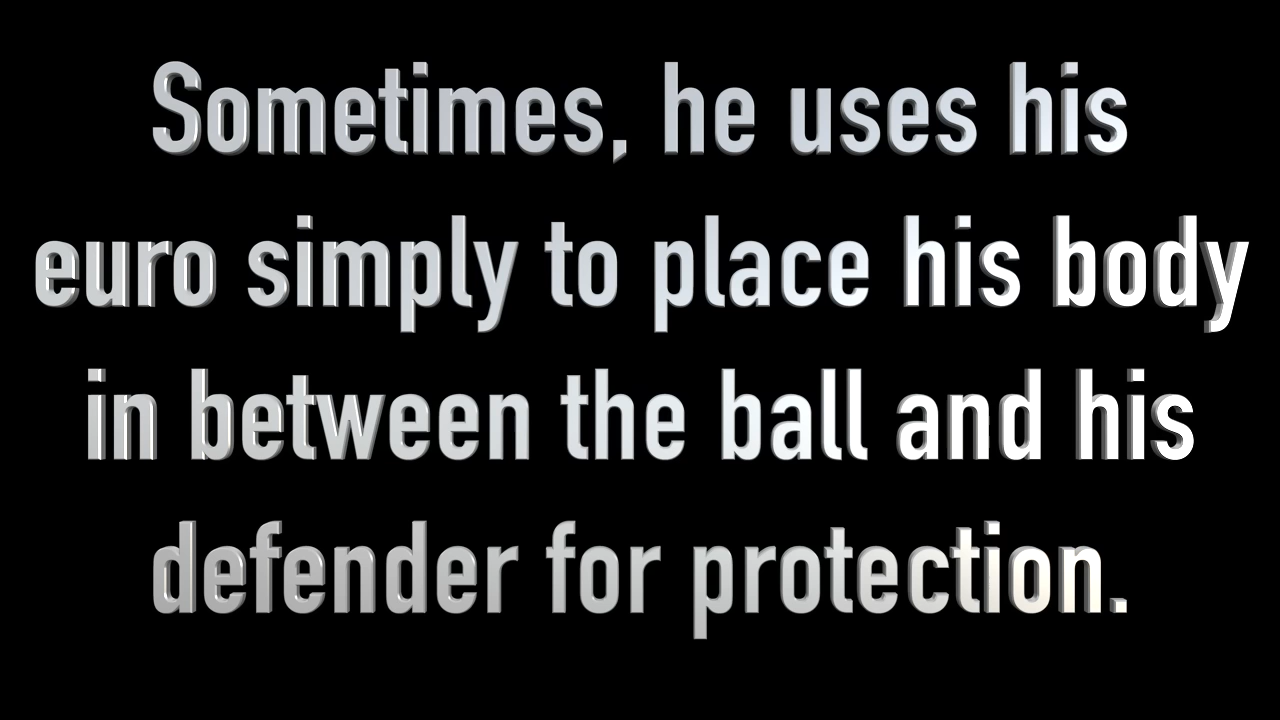 Sometimes, he uses his
euro simply to place his body
in between the ball and his
defender for protection.